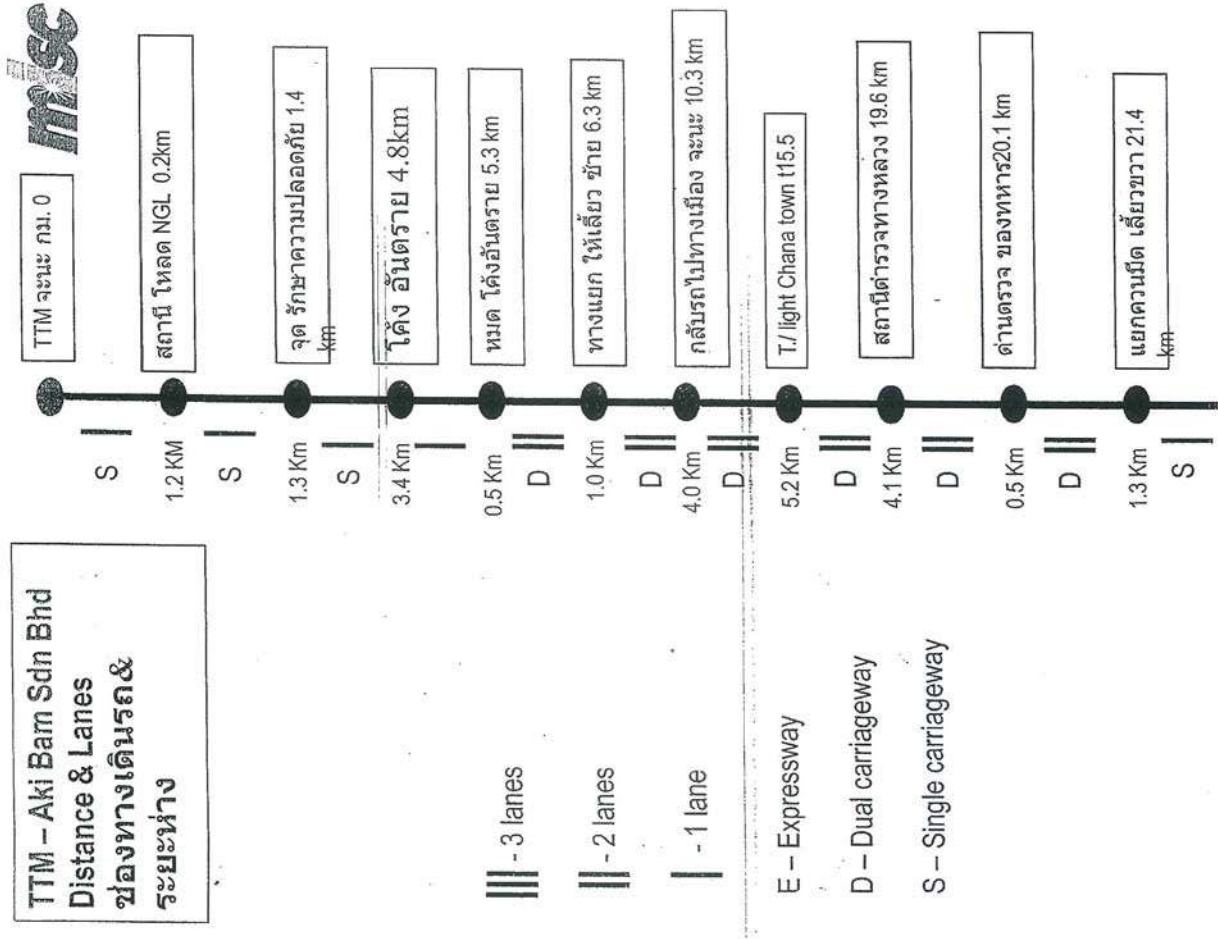 TTM – Aki Bam Sdn Bhd
Distance & Lanes
ช่องทางเดินรถ&
ระยะห่าง
misc
- 3 lanes
- 2 lanes
- 1 lane
E – Expressway
D – Dual carriageway
S – Single carriageway
TTM จะนะ กม. 0
S
1.2 KM
สถานี โหลด NGL 0.2km
S
1.3 Km
จุด รักษาความปลอดภัย 1.4
km
S
3.4 Km
โค้ง อันตราย 4.8km
0.5 Km
หมด โค้งอันตราย 5.3 km
D
1.0 Km
ทางแยก ให้เลี้ยว ซ้าย 6.3 km
D
4.0 Km
กลับรถไปทางเมือง จะนะ 10.3 km
D
5.2 Km
T./ light Chana town t15.5
D
4.1 Km
สถานีตำรวจทางหลวง 19.6 km
D
0.5 Km
ด่านตรวจ ของทหาร20.1 km
D
1.3 Km
แยกควนมีด เลี้ยวขวา 21.4
km
S